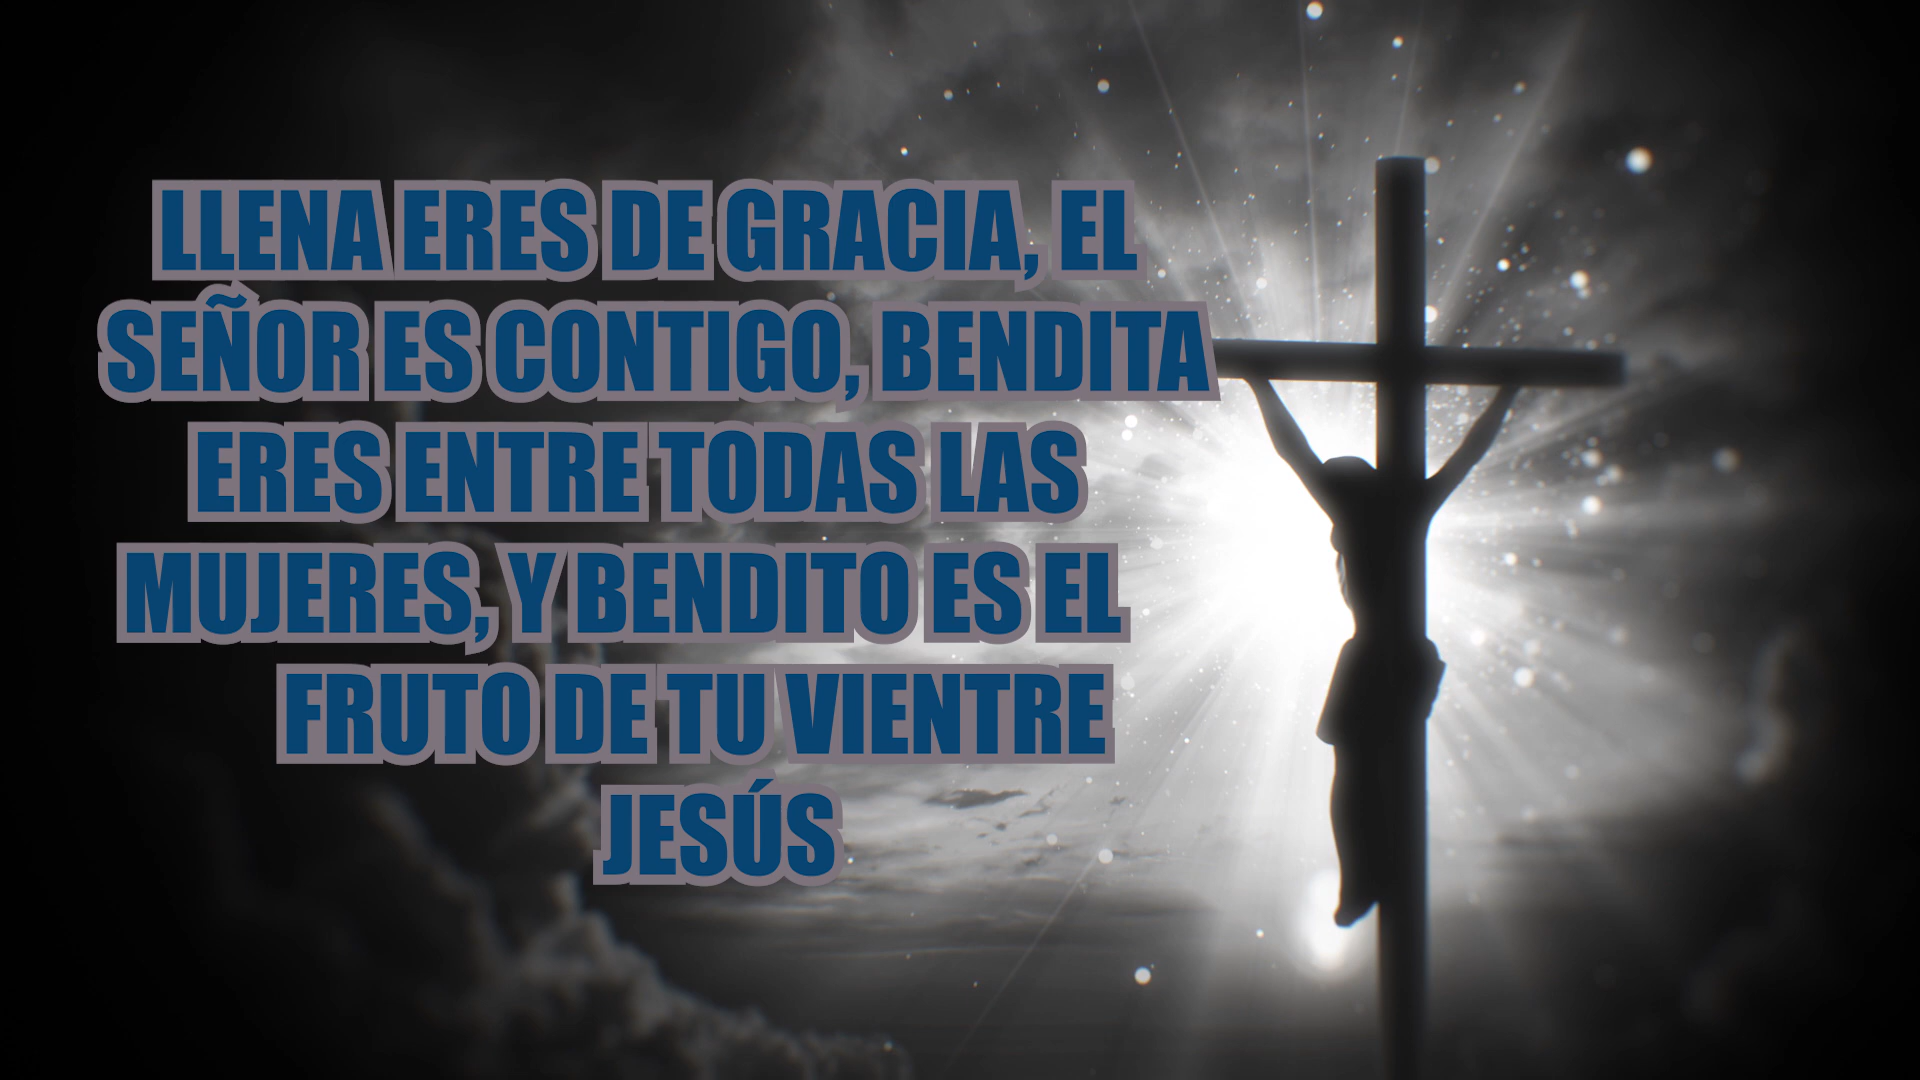 LLENA ERES DE GRACIA, EL
SEÑOR ES CONTIGO, BENDITA
ERES ENTRE TODAS LAS
MUJERES, Y BENDITO ES EL
FRUTO DE TU VIENTRE
JESÚS